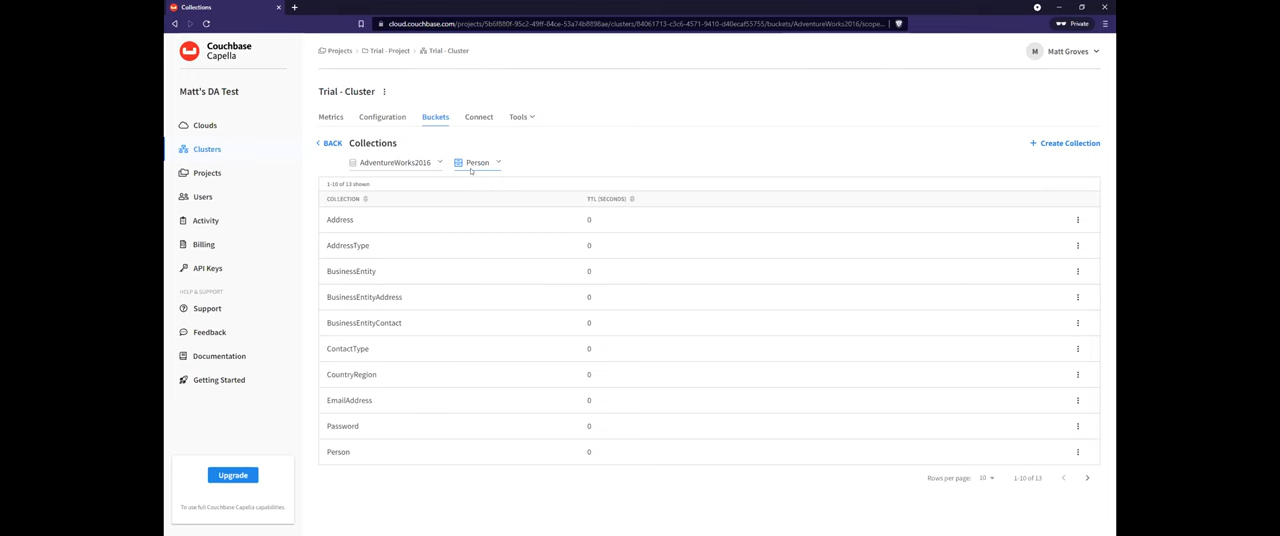 Collections
cloud.couchbase.com/projects/5b6f880f-95c2-49ff-84ce-53a74b8898ae/clusters/84061713-c3c6-4571-9410-d40ecaf55755/buckets/AdventureWorks2016/scope...
Private
Couchbase
Capella
Matt's DA Test
Clouds
Clusters
Projects
Users
Activity
Billing
API Keys
HELP & SUPPORT
Support
Feedback
Documentation
Getting Started
Upgrade
To use full Couchbase Capella capabilities.
Projects > Trial - Project > Trial - Cluster
M Matt Groves
Trial - Cluster
Metrics Configuration Buckets Connect Tools
< BACK Collections
+ Create Collection
AdventureWorks2016 Person
1-10 of 13 shown
COLLECTION TTL (SECONDS)
Address 0
AddressType 0
BusinessEntity 0
BusinessEntityAddress 0
BusinessEntityContact 0
ContactType 0
CountryRegion 0
EmailAddress 0
Password 0
Person 0
Rows per page: 10 1-10 of 13